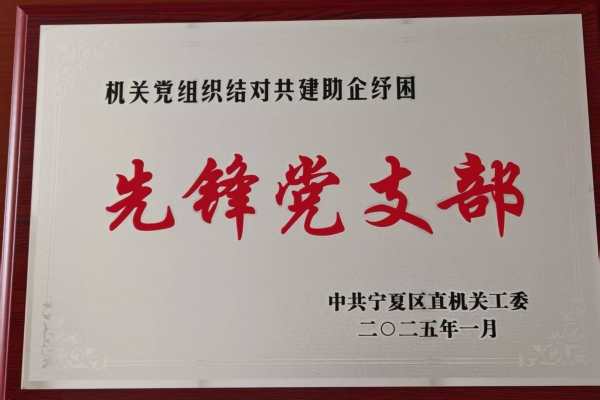 机关党组织结对共建助企纾困
先锋党支部
中共宁夏区直机关工委
二〇二五年一月